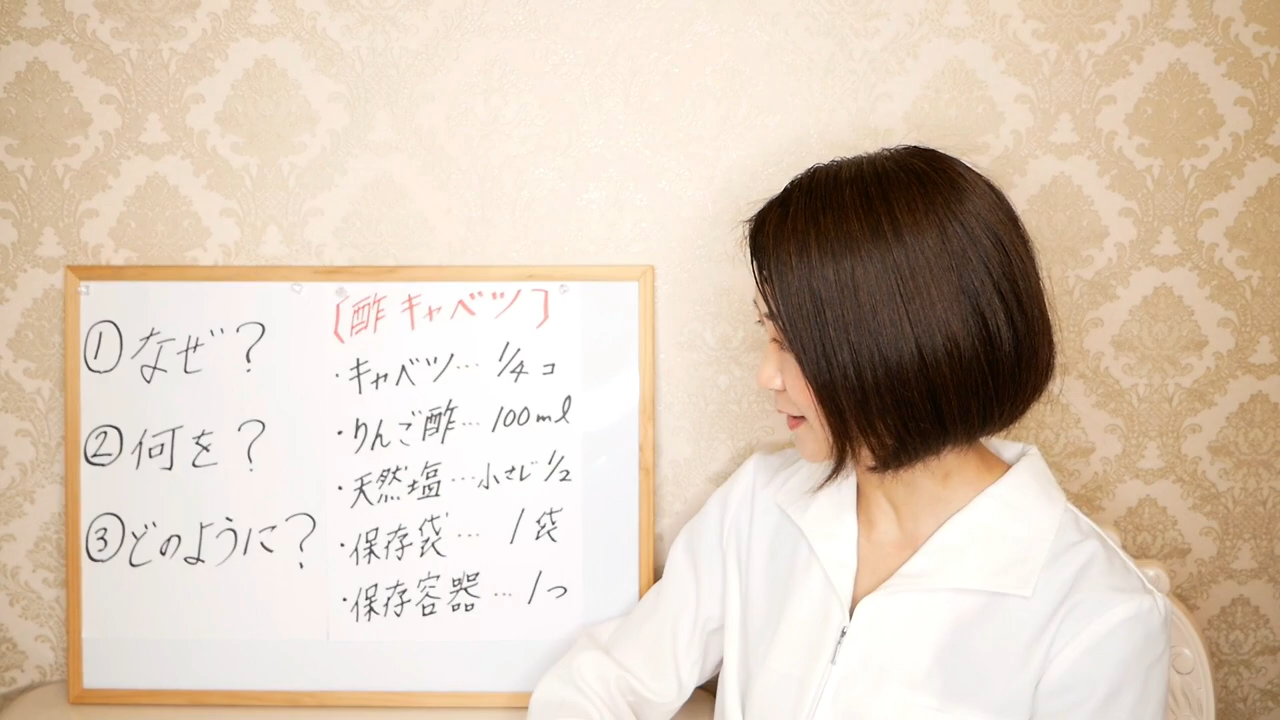 ①なぜ？
②何を？
③どのように？
[酢キャベツ]
・キャベツ… 1/4コ
・りんご酢… 100ml
・天然塩…小さじ1/2
・保存袋… 1袋
・保存容器… 1つ